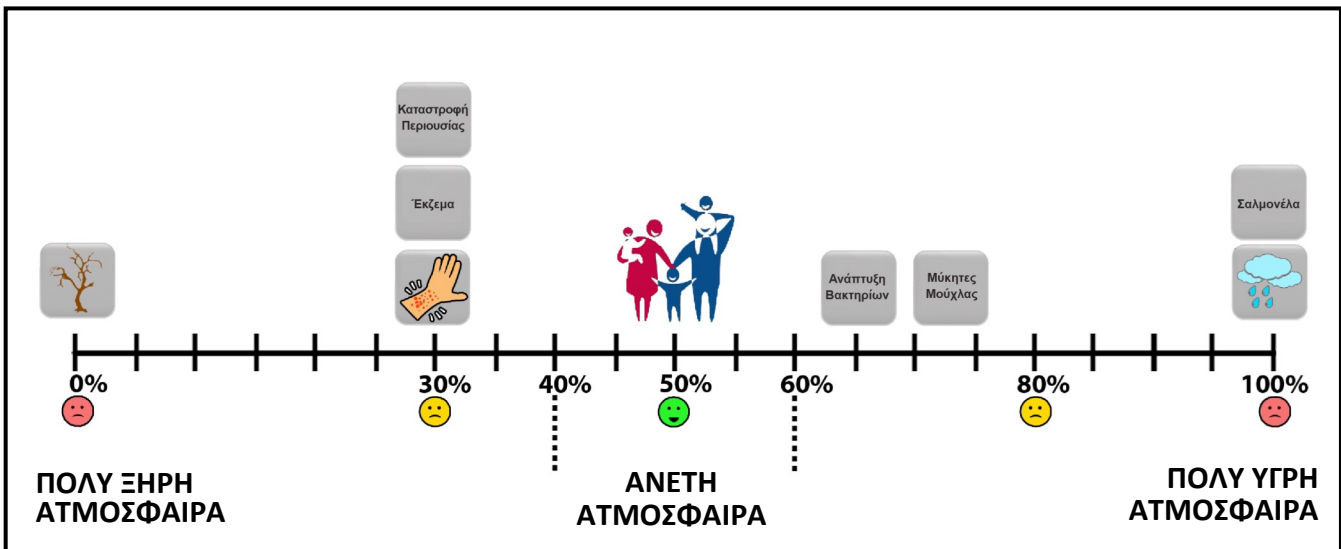 Καταστροφή
Περιουσίας
Έκζεμα
Σαλμονέλα
Ανάπτυξη
Βακτηρίων
Μύκητες
Μούχλας
0%
30%
40%
50%
60%
80%
100%
ΠΟΛΥ ΞΗΡΗ
ΑΤΜΟΣΦΑΙΡΑ
ΑΝΕΤΗ
ΑΤΜΟΣΦΑΙΡΑ
ΠΟΛΥ ΥΓΡΗ
ΑΤΜΟΣΦΑΙΡΑ